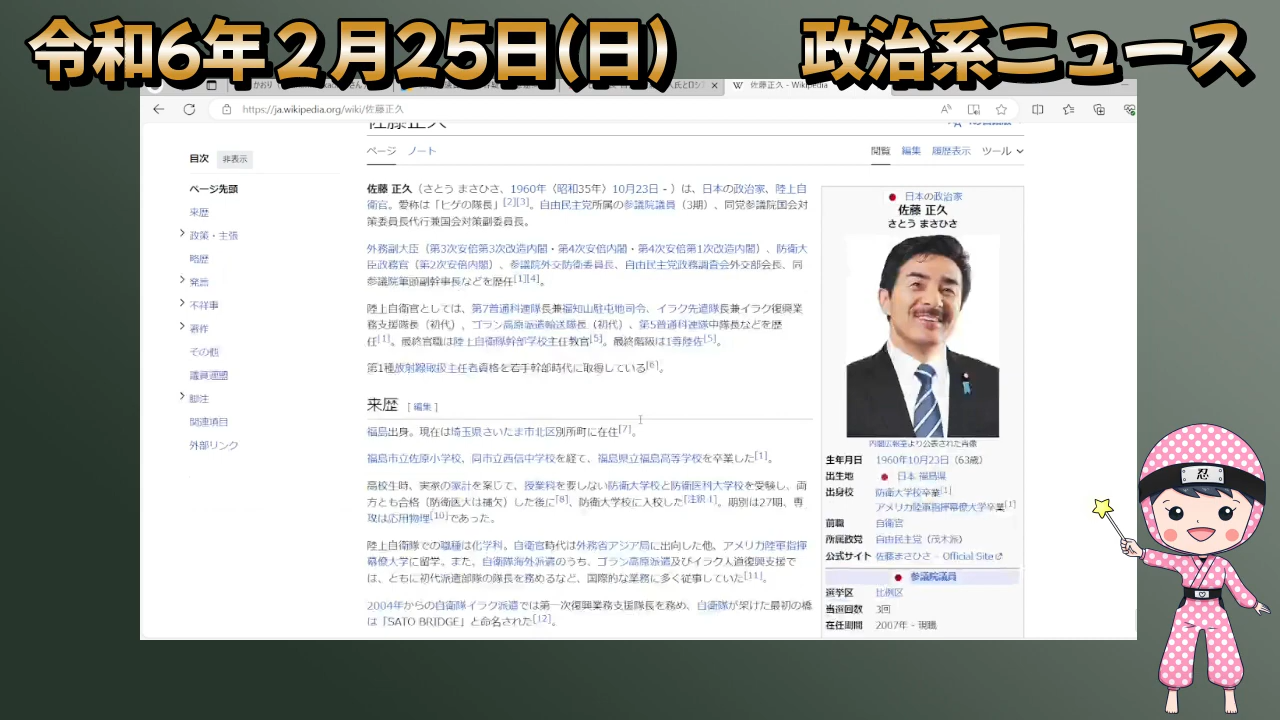 令和6年２月25日(日)
政治系ニュース
佐藤正久 - Wikipedia
https://ja.wikipedia.org/wiki/佐藤正久
佐藤正久
ページ ノート
閲覧 編集 履歴表示 ツール
目次 非表示
ページ先頭
来歴
政策・主張
略歴
発言
不祥事
著作
その他
議員連盟
脚注
関連項目
外部リンク
佐藤 正久（さとう まさひさ、1960年〈昭和35年〉10月23日 - ）は、日本の政治家、陸上自
衛官。愛称は「ヒゲの隊長」[2][3]。自由民主党所属の参議院議員（3期）、同党参議院国会対
策委員長代行兼国会対策副委員長。
外務副大臣（第3次安倍第3次改造内閣・第4次安倍内閣・第4次安倍第1次改造内閣）、防衛大
臣政務官（第2次安倍内閣）、参議院外交防衛委員長、自由民主党政務調査会外交部会長、同
参議院筆頭副幹事長などを歴任[1][4]。
陸上自衛官としては、第7普通科連隊長兼福知山駐屯地司令、イラク先遣隊長兼イラク復興業
務支援隊長（初代）、ゴラン高原派遣輸送隊長（初代）、第5普通科連隊中隊長などを歴
任[1]。最終官職は陸上自衛隊幹部学校主任教官[5]。最終階級は1等陸佐[5]。
第1種放射線取扱主任者資格を若手幹部時代に取得している[6]。
来歴 [編集]
福島出身。現在は埼玉県さいたま市北区別所町に在住[7]。
福島市立佐原小学校、同市立西信中学校を経て、福島県立福島高等学校を卒業した[1]。
高校生時、実家の家計を案じて、授業料を要しない防衛大学校と防衛医科大学校を受験し、両
方とも合格（防衛医大は補欠）した後に[8]、防衛大学校に入校した[注釈 1]。期別は27期、専
攻は応用物理[10]であった。
陸上自衛隊での職種は化学科。自衛官時代は外務省アジア局に出向した他、アメリカ陸軍指揮
幕僚大学に留学。また、自衛隊海外派遣のうち、ゴラン高原派遣及びイラク人道復興支援で
は、ともに初代派遣部隊の隊長を務めるなど、国際的な業務に多く従事していた[11]。
2004年からの自衛隊イラク派遣では第一次復興業務支援隊長を務め、自衛隊が架けた最初の橋
は「SATO BRIDGE」と命名された[12]。
日本の政治家
佐藤 正久
さとう まさひさ
内閣広報室より公表された肖像
生年月日 1960年10月23日（63歳）
出生地 日本 福島県
出身校 防衛大学校卒業[1]
アメリカ陸軍指揮幕僚大学卒業[1]
前職 自衛官
所属政党 自由民主党（茂木派）
公式サイト 佐藤まさひさ - Official Site
参議院議員
選挙区 比例区
当選回数 3回
在任期間 2007年 - 現職
忍